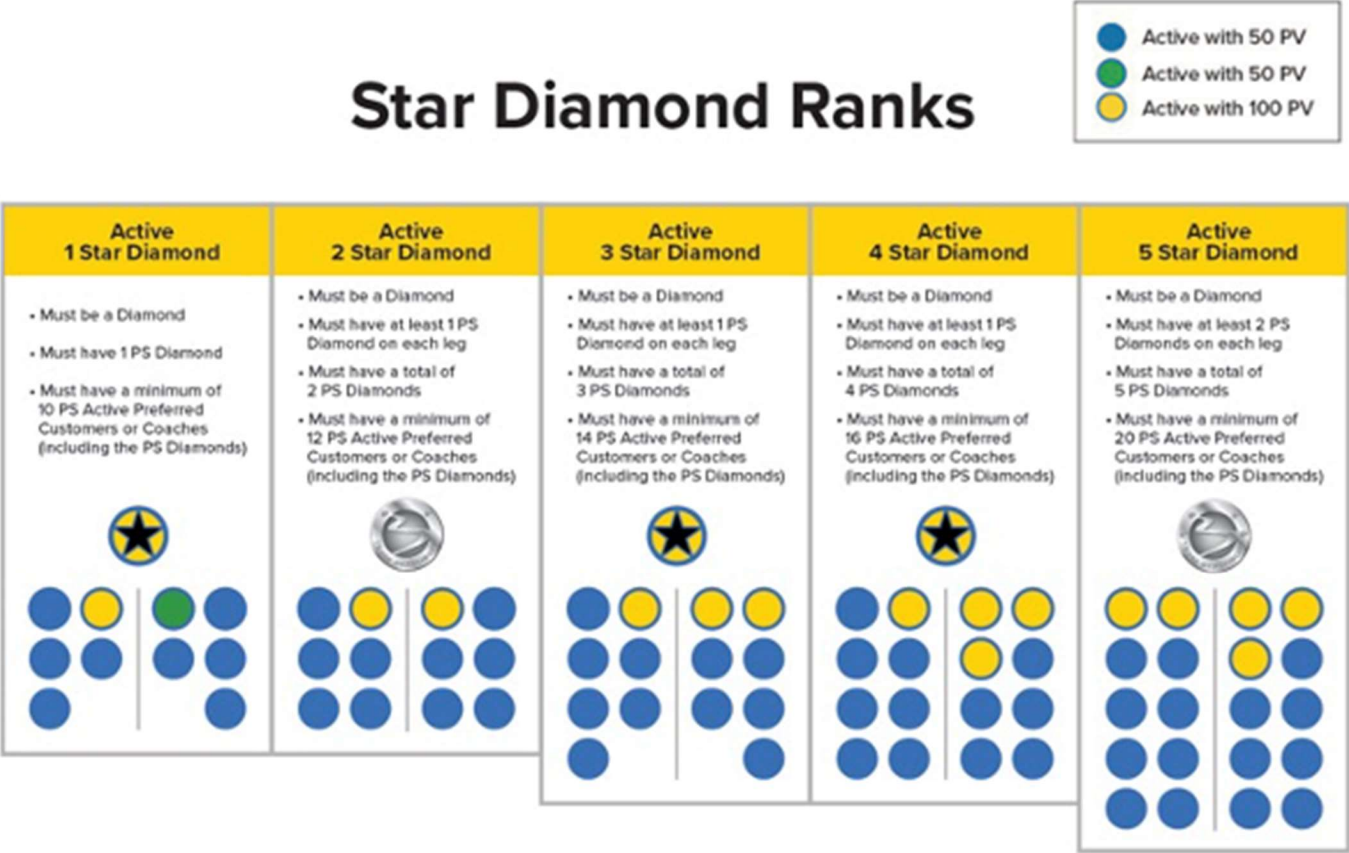 Active with 50 PV
Active with 50 PV
Active with 100 PV
Star Diamond Ranks
Active
1 Star Diamond
• Must be a Diamond
• Must have 1 PS Diamond
• Must have a minimum of
10 PS Active Preferred
Customers or Coaches
(including the PS Diamonds)
Active
2 Star Diamond
• Must be a Diamond
• Must have at least 1 PS
Diamond on each leg
• Must have a total of
2 PS Diamonds
• Must have a minimum of
12 PS Active Preferred
Customers or Coaches
(including the PS Diamonds)
Active
3 Star Diamond
• Must be a Diamond
• Must have at least 1 PS
Diamond on each leg
• Must have a total of
3 PS Diamonds
• Must have a minimum of
14 PS Active Preferred
Customers or Coaches
(including the PS Diamonds)
Active
4 Star Diamond
• Must be a Diamond
• Must have at least 1 PS
Diamond on each leg
• Must have a total of
4 PS Diamonds
• Must have a minimum of
16 PS Active Preferred
Customers or Coaches
(including the PS Diamonds)
Active
5 Star Diamond
• Must be a Diamond
• Must have at least 2 PS
Diamonds on each leg
• Must have a total of
5 PS Diamonds
• Must have a minimum of
20 PS Active Preferred
Customers or Coaches
(including the PS Diamonds)